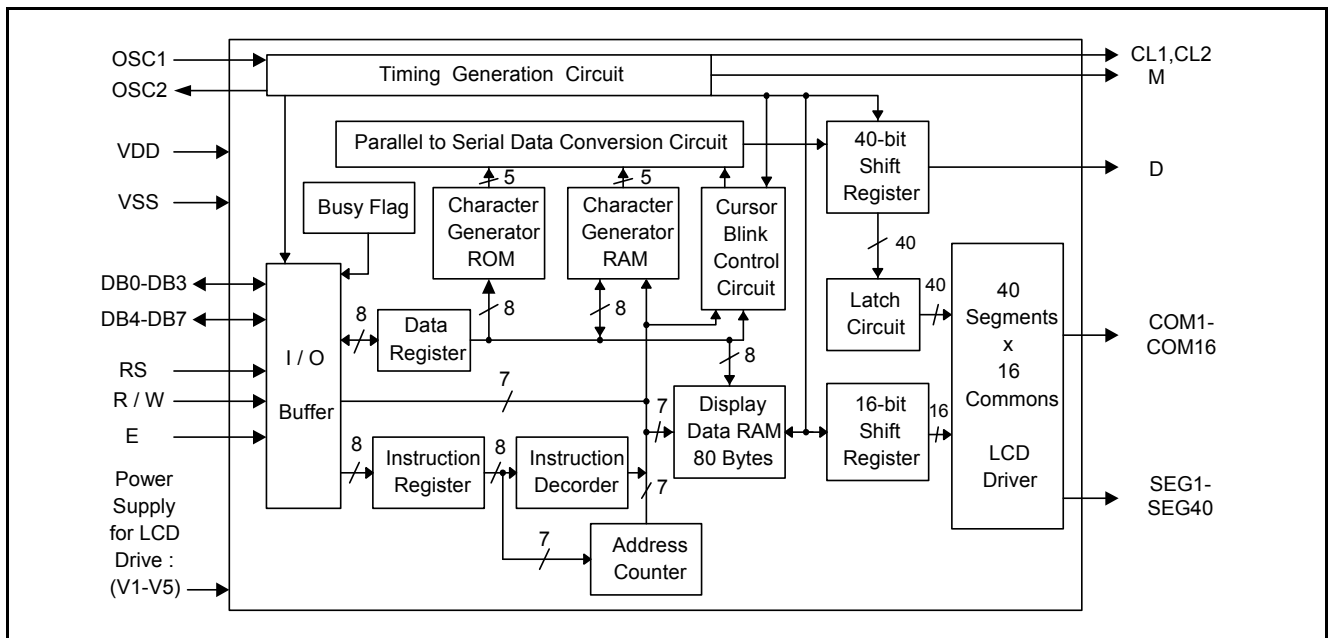 OSC1
OSC2
VDD
VSS
DB0-DB3
DB4-DB7
RS
R / W
E
Power
Supply
for LCD
Drive :
(V1-V5)
Timing Generation Circuit
Parallel to Serial Data Conversion Circuit
5
5
Busy Flag
Character
Generator
ROM
Character
Generator
RAM
Cursor
Blink
Control
Circuit
40-bit
Shift
Register
40
8
8
8
Data
Register
I / O
Buffer
7
8
7
Display
Data RAM
80 Bytes
8
Instruction
Register
8
Instruction
Decorder
7
7
Address
Counter
Latch
Circuit
40
16-bit
Shift
Register
16
40
Segments
x
16
Commons
LCD
Driver
CL1,CL2
M
D
COM1-
COM16
SEG1-
SEG40